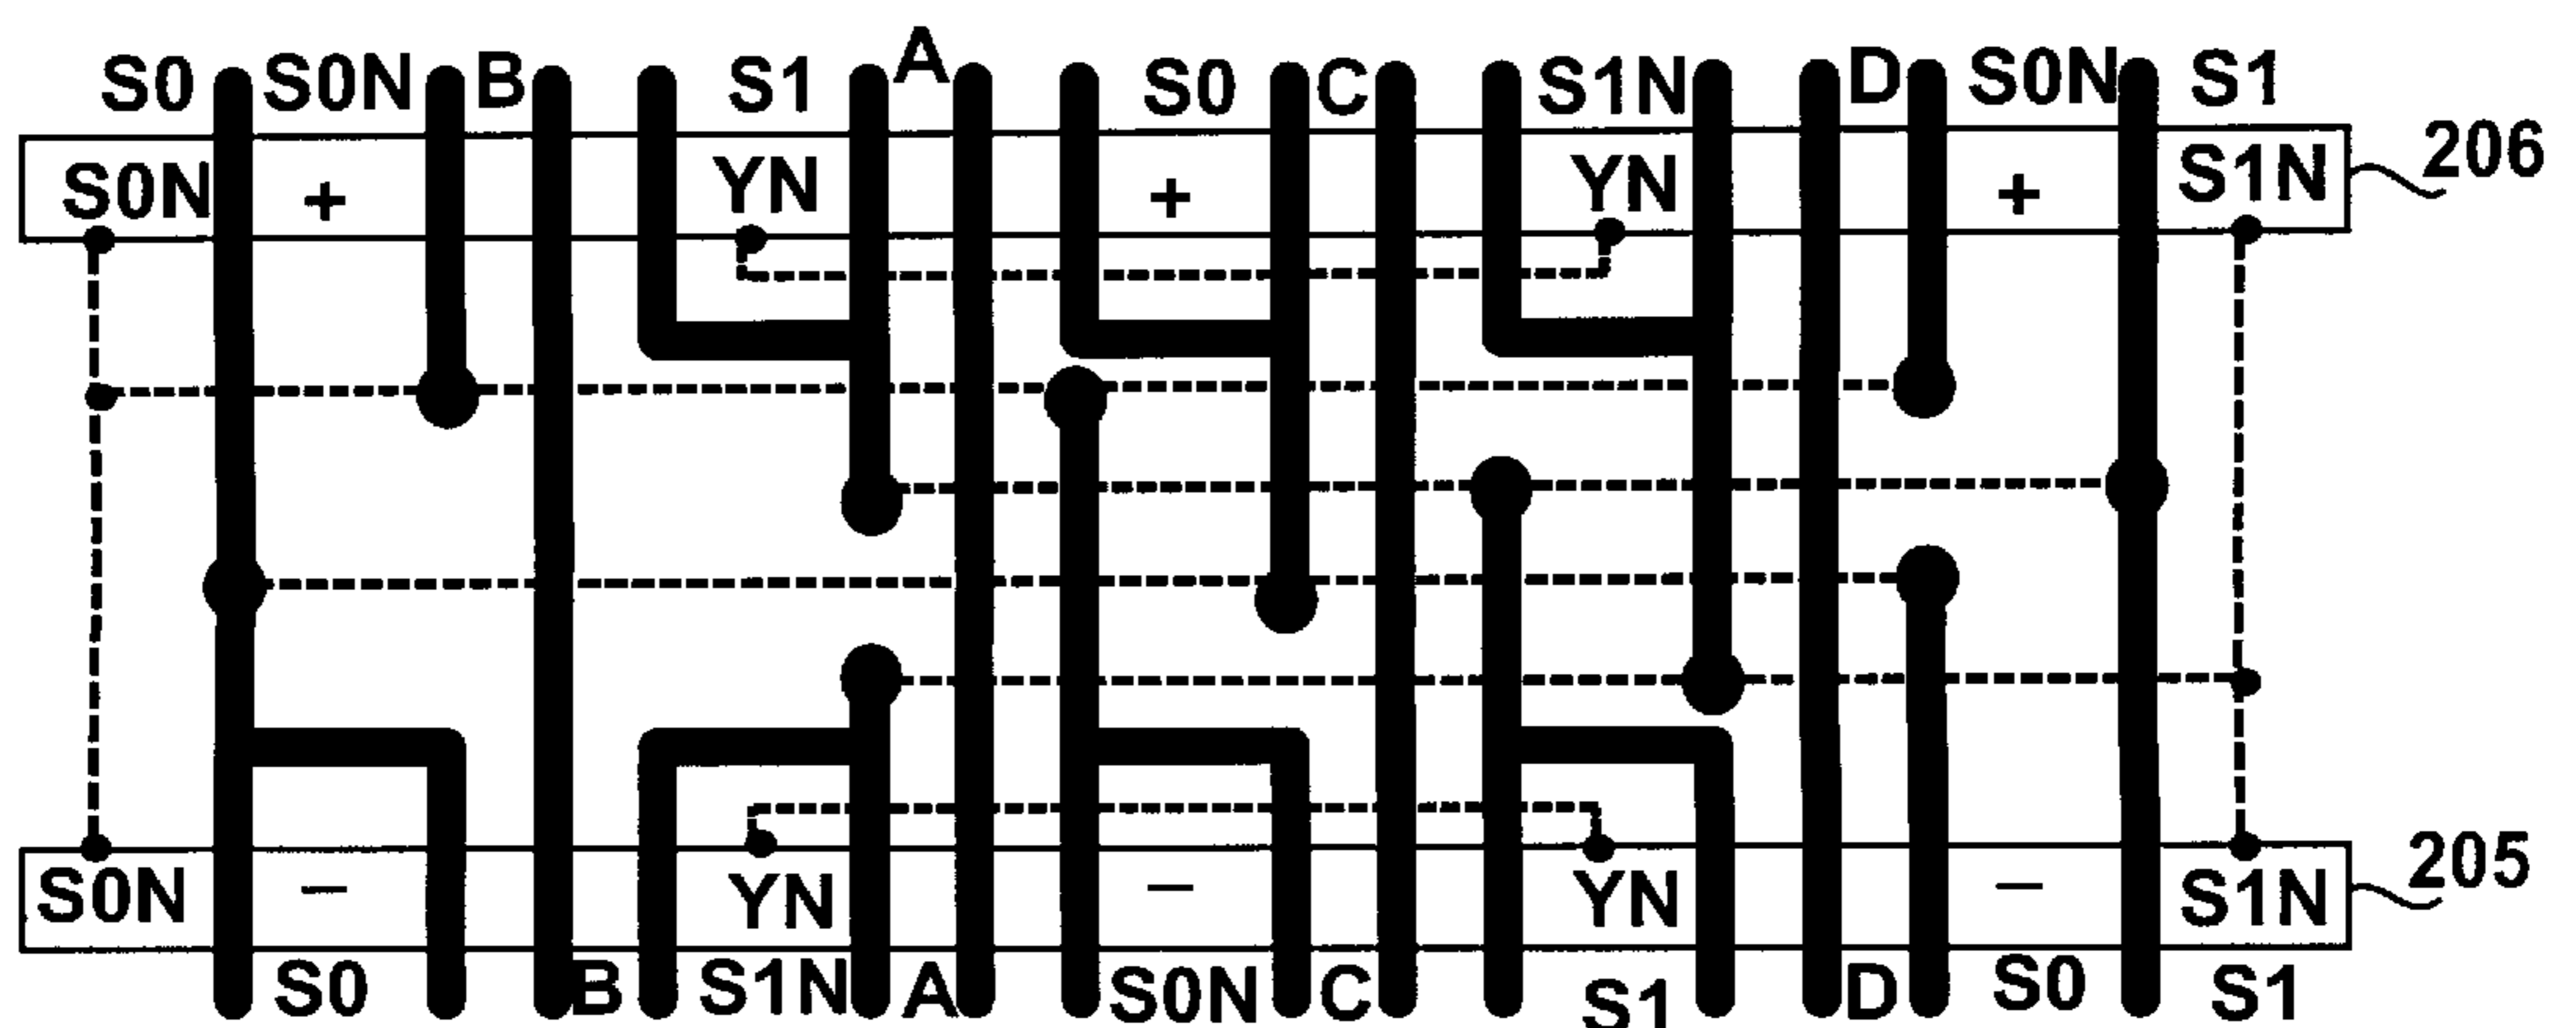 S0 S0N B S1 A S0 C S1N D S0N S1
S0N + YN + YN + S1N 206
S0N − YN − YN − S1N 205
S0 B S1N A S0N C S1 D S0 S1